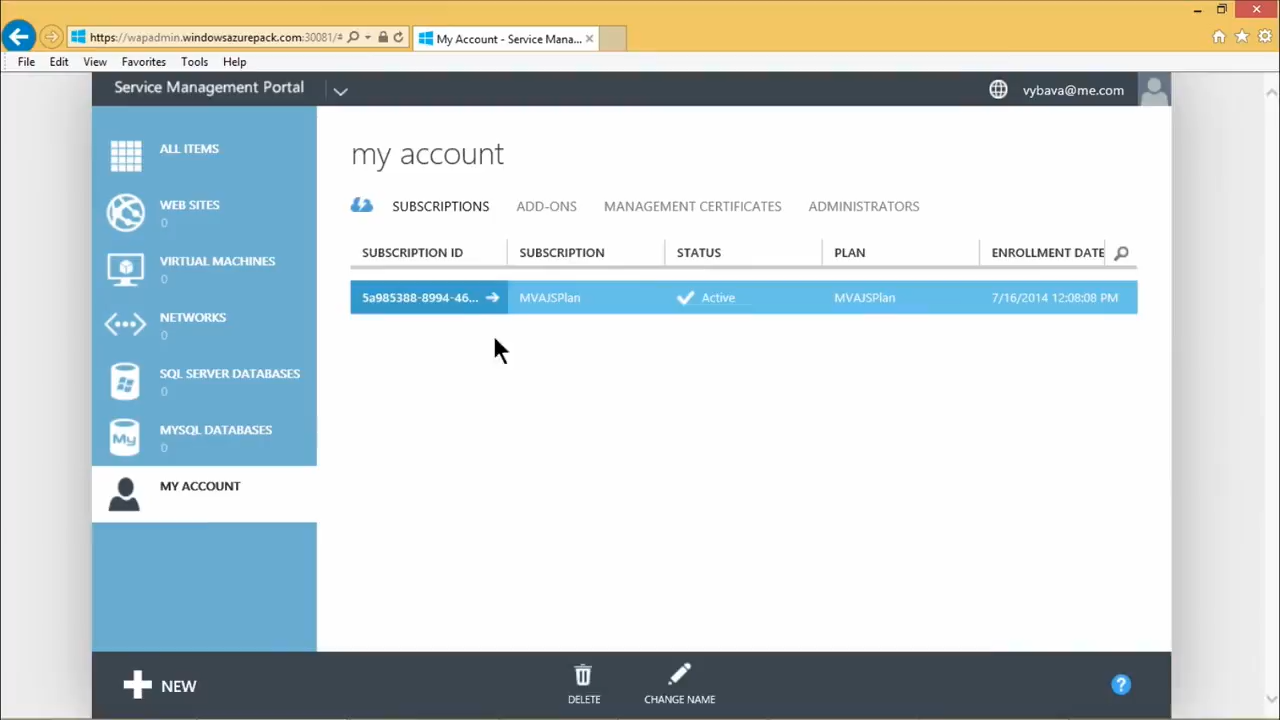 https://wapadmin.windowsazurepack.com:30081/#
My Account - Service Mana...
File Edit View Favorites Tools Help
Service Management Portal
vybava@me.com
ALL ITEMS
WEB SITES
0
VIRTUAL MACHINES
0
NETWORKS
0
SQL SERVER DATABASES
0
MYSQL DATABASES
0
My
MY ACCOUNT
my account
SUBSCRIPTIONS ADD-ONS MANAGEMENT CERTIFICATES ADMINISTRATORS
SUBSCRIPTION ID SUBSCRIPTION STATUS PLAN ENROLLMENT DATE
5a985388-8994-46... MVAJSPlan Active MVAJSPlan 7/16/2014 12:08:08 PM
NEW
DELETE
CHANGE NAME
?